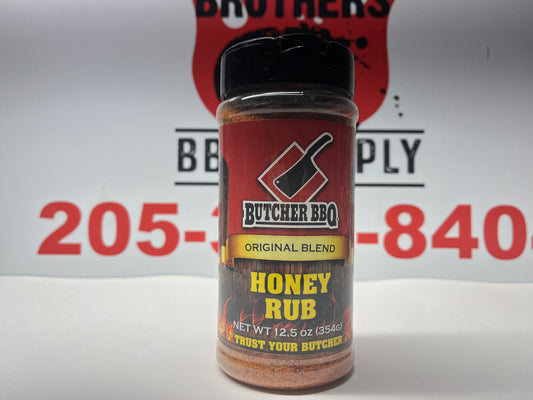 BROTHERS
BUTCHER BBQ
ORIGINAL BLEND
HONEY
RUB
NET WT 12.5 oz (354G)
TRUST YOUR BUTCHER
BB
PLY
205-3
-840